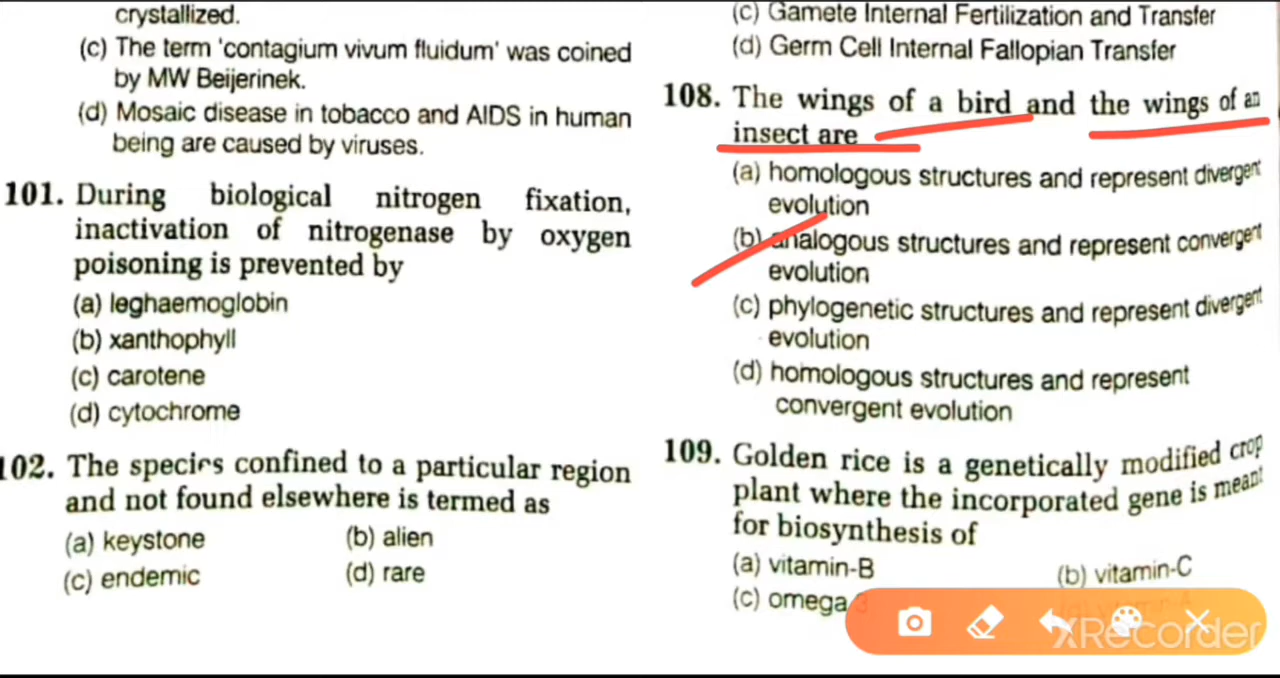 crystallized.
(c) The term 'contagium vivum fluidum' was coined
by MW Beijerinek.
(d) Mosaic disease in tobacco and AIDS in human
being are caused by viruses.
101. During biological nitrogen fixation,
inactivation of nitrogenase by oxygen
poisoning is prevented by
(a) leghaemoglobin
(b) xanthophyll
(c) carotene
(d) cytochrome
102. The species confined to a particular region
and not found elsewhere is termed as
(a) keystone (b) alien
(c) endemic (d) rare
(c) Gamete Internal Fertilization and Transfer
(d) Germ Cell Internal Fallopian Transfer
108. The wings of a bird and the wings of an
insect are
(a) homologous structures and represent divergent
evolution
(b) analogous structures and represent convergent
evolution
(c) phylogenetic structures and represent divergent
evolution
(d) homologous structures and represent
convergent evolution
109. Golden rice is a genetically modified crop
plant where the incorporated gene is meant
for biosynthesis of
(a) vitamin-B (b) vitamin-C
(c) omega 3 (d) vitamin-A
XRecorder